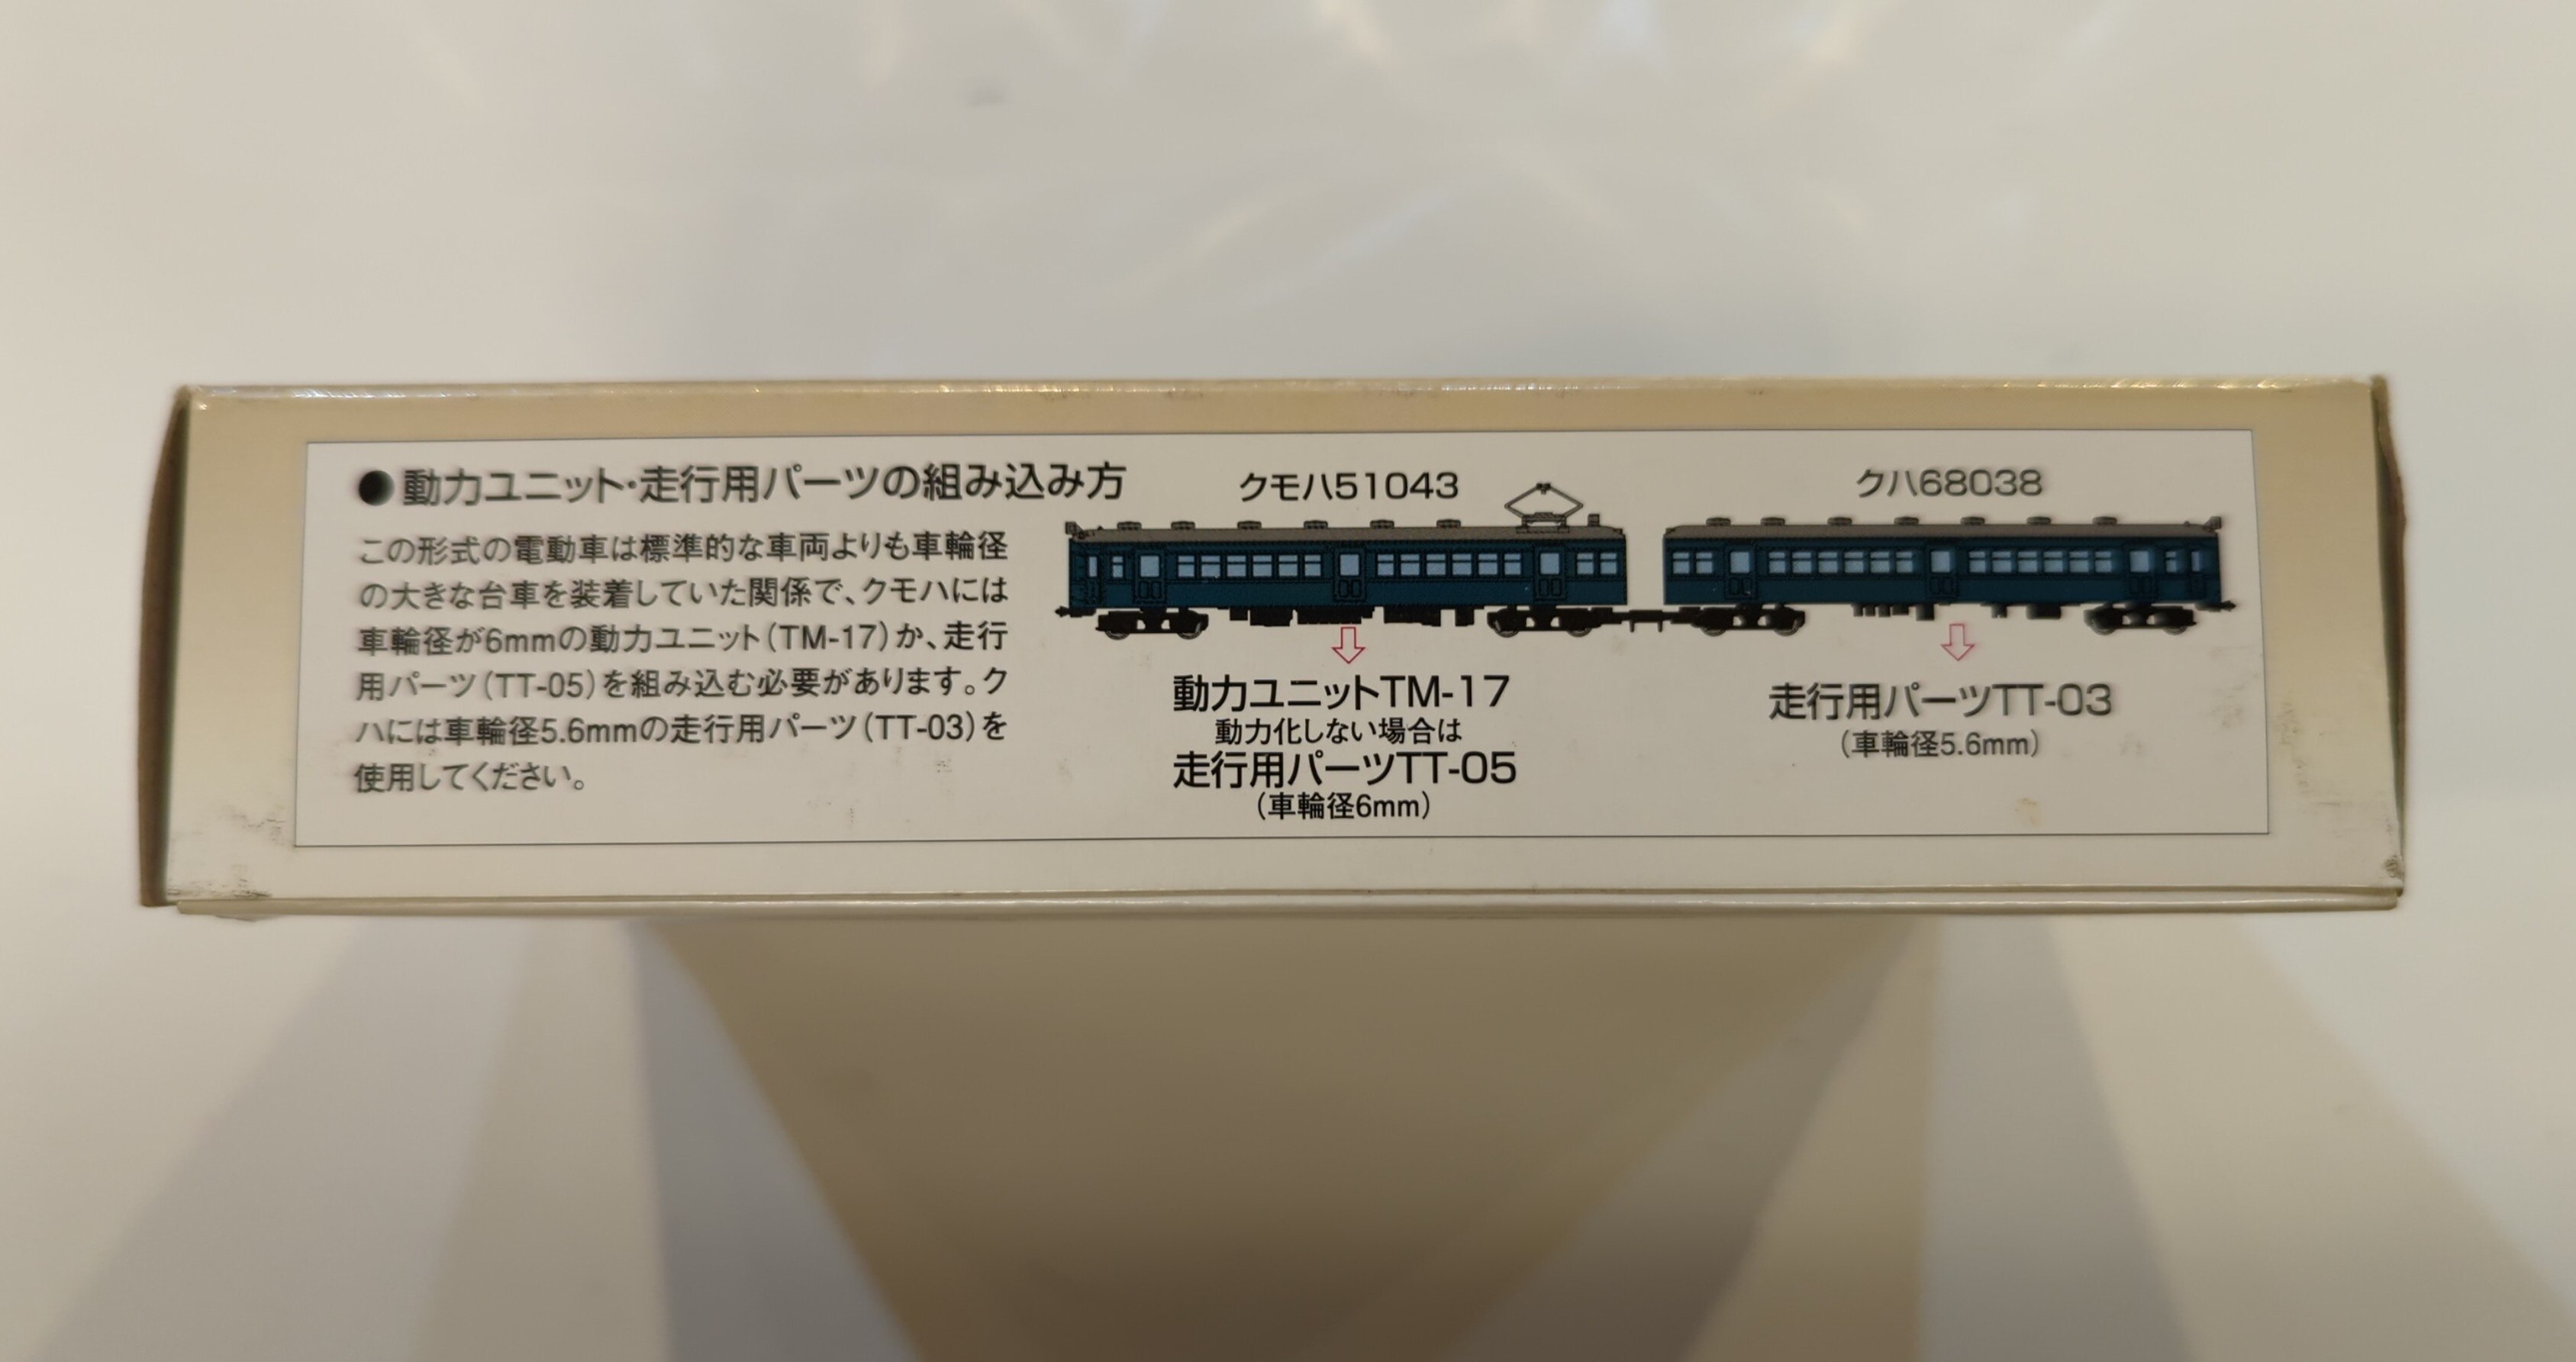 ●動力ユニット・走行用パーツの組み込み方
この形式の電動車は標準的な車両よりも車輪径
の大きな台車を装着していた関係で、クモハには
車輪径が6mmの動力ユニット(TM-17)か、走行
用パーツ(TT-05)を組み込む必要があります。ク
ハには車輪径5.6mmの走行用パーツ(TT-03)を
使用してください。
クモハ51043
動力ユニットTM-17
動力化しない場合は
走行用パーツTT-05
(車輪径6mm)
クハ68038
走行用パーツTT-03
(車輪径5.6mm)